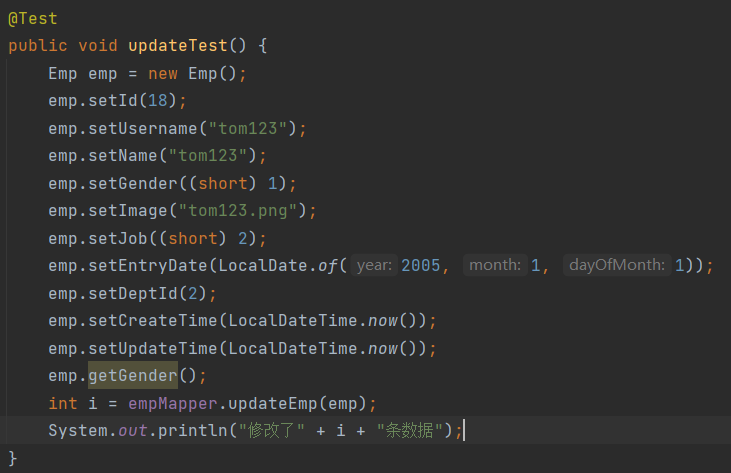 @Test
public void updateTest() {
    Emp emp = new Emp();
    emp.setId(18);
    emp.setUsername("tom123");
    emp.setName("tom123");
    emp.setGender((short) 1);
    emp.setImage("tom123.png");
    emp.setJob((short) 2);
    emp.setEntryDate(LocalDate.of( year: 2005, month: 1, dayOfMonth: 1));
    emp.setDeptId(2);
    emp.setCreateTime(LocalDateTime.now());
    emp.setUpdateTime(LocalDateTime.now());
    emp.getGender();
    int i = empMapper.updateEmp(emp);
    System.out.println("修改了" + i + "条数据");
}